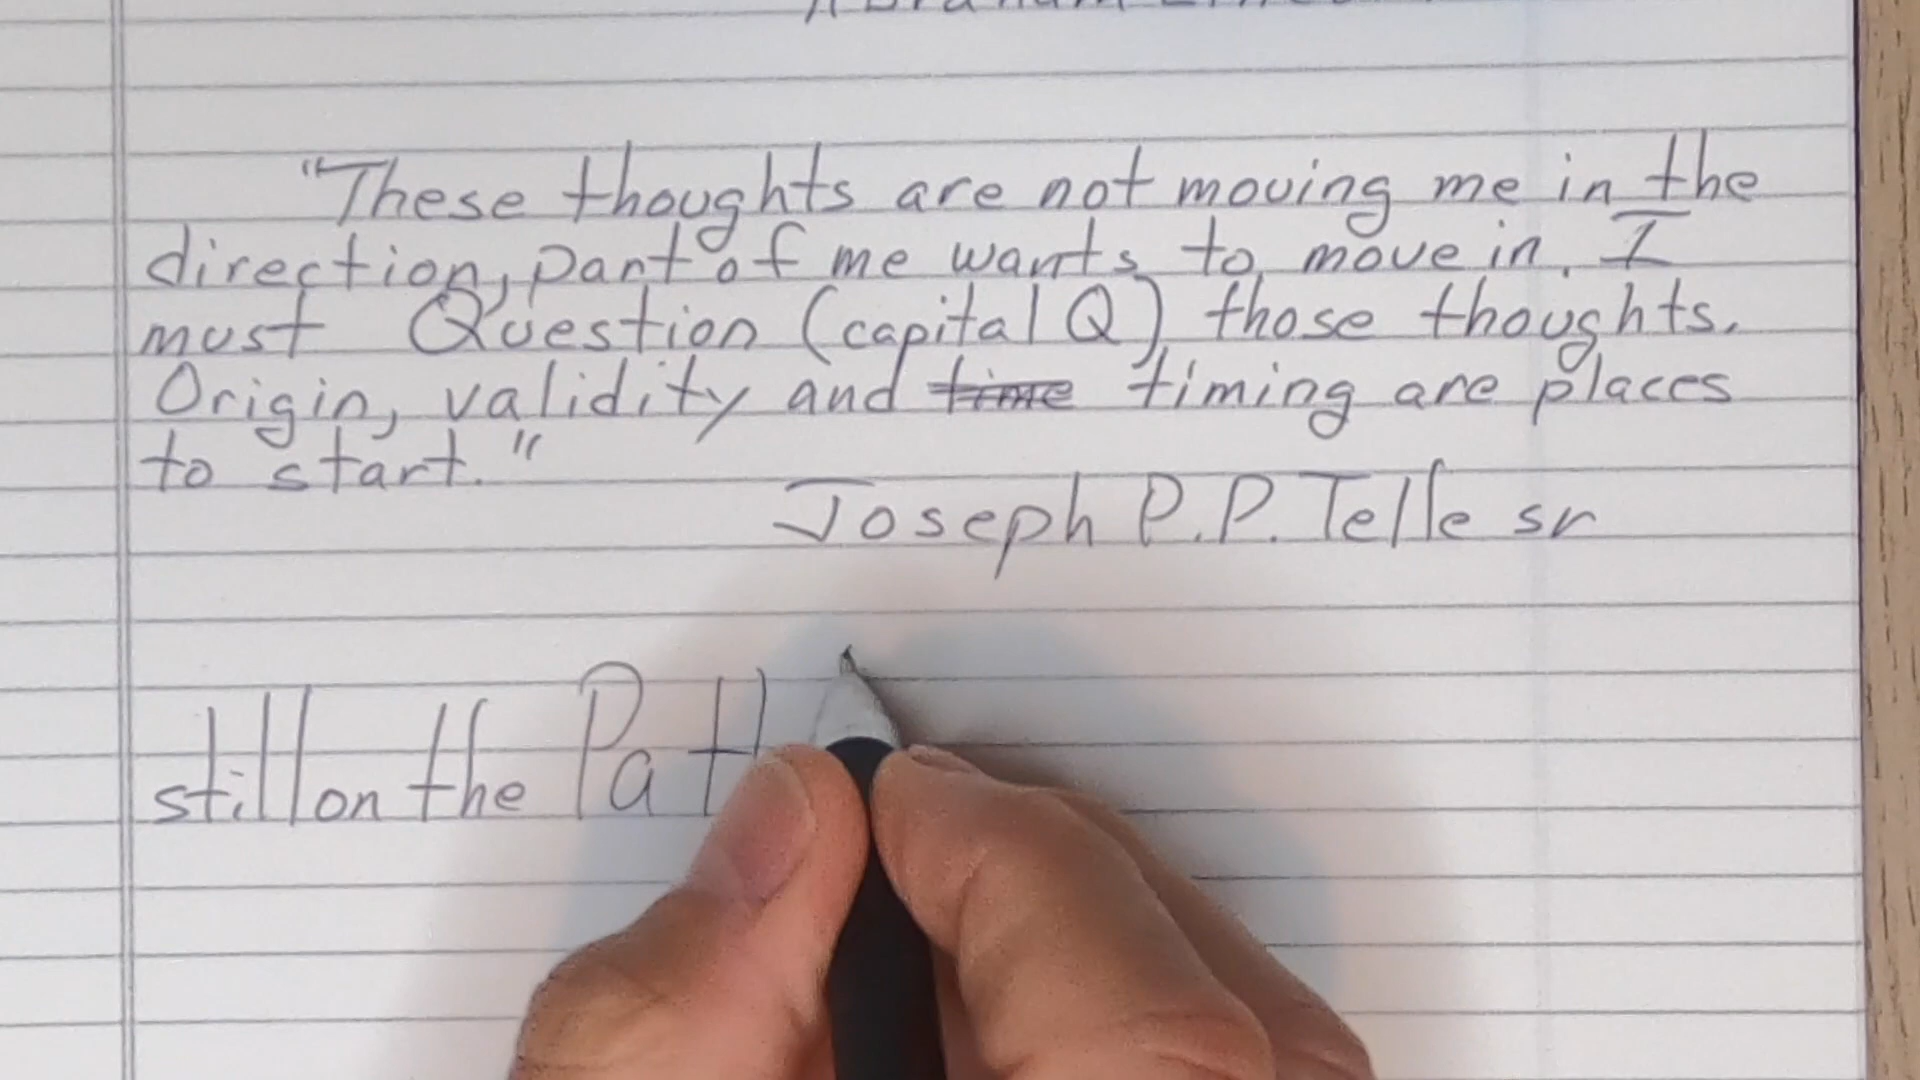 "These thoughts are not moving me in the
direction, part of me wants to move in. I
must Question (capital Q) those thoughts.
Origin, validity and time timing are places
to start."
Joseph P.P. Telle sr
still on the Path